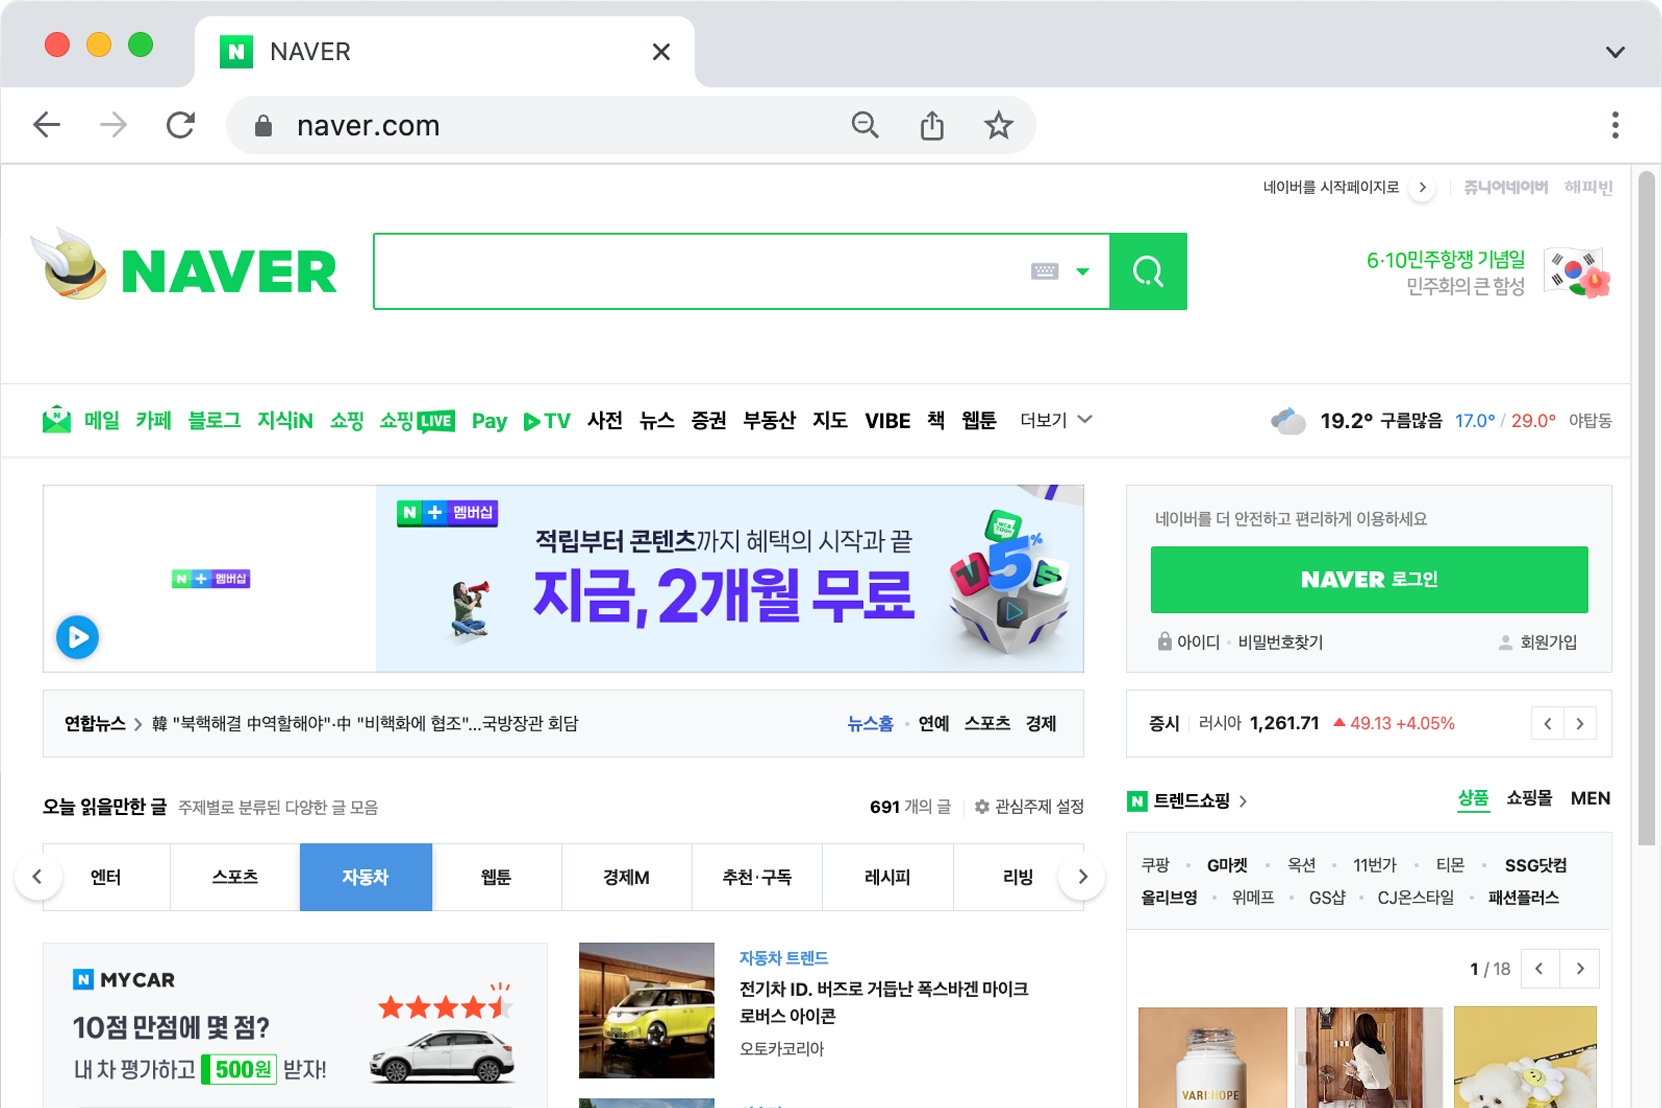 N NAVER
naver.com
네이버를 시작페이지로
쥬니어네이버 해피빈
NAVER
6·10민주항쟁 기념일
민주화의 큰 함성
메일 카페 블로그 지식iN 쇼핑 쇼핑LIVE Pay TV 사전 뉴스 증권 부동산 지도 VIBE 책 웹툰 더보기
19.2° 구름많음 17.0° / 29.0° 야탑동
N + 멤버십
N + 멤버십
적립부터 콘텐츠까지 혜택의 시작과 끝
지금, 2개월 무료
5%
네이버를 더 안전하고 편리하게 이용하세요
NAVER 로그인
아이디 · 비밀번호찾기
회원가입
연합뉴스 > 韓 "북핵해결 中역할해야"·中 "비핵화에 협조"...국방장관 회담
뉴스홈 · 연예 스포츠 경제
증시 러시아 1,261.71 ▲ 49.13 +4.05%
오늘 읽을만한 글 주제별로 분류된 다양한 글 모음
691 개의 글 관심주제 설정
엔터 스포츠 자동차 웹툰 경제M 추천·구독 레시피 리빙
N MYCAR
10점 만점에 몇 점?
내 차 평가하고 500원 받자!
자동차 트렌드
전기차 ID. 버즈로 거듭난 폭스바겐 마이크
로버스 아이콘
오토카코리아
N 트렌드쇼핑 >
상품 쇼핑몰 MEN
쿠팡 · G마켓 · 옥션 · 11번가 · 티몬 · SSG닷컴
올리브영 · 위메프 · GS샵 · CJ온스타일 · 패션플러스
1 / 18
VARI:HOPE